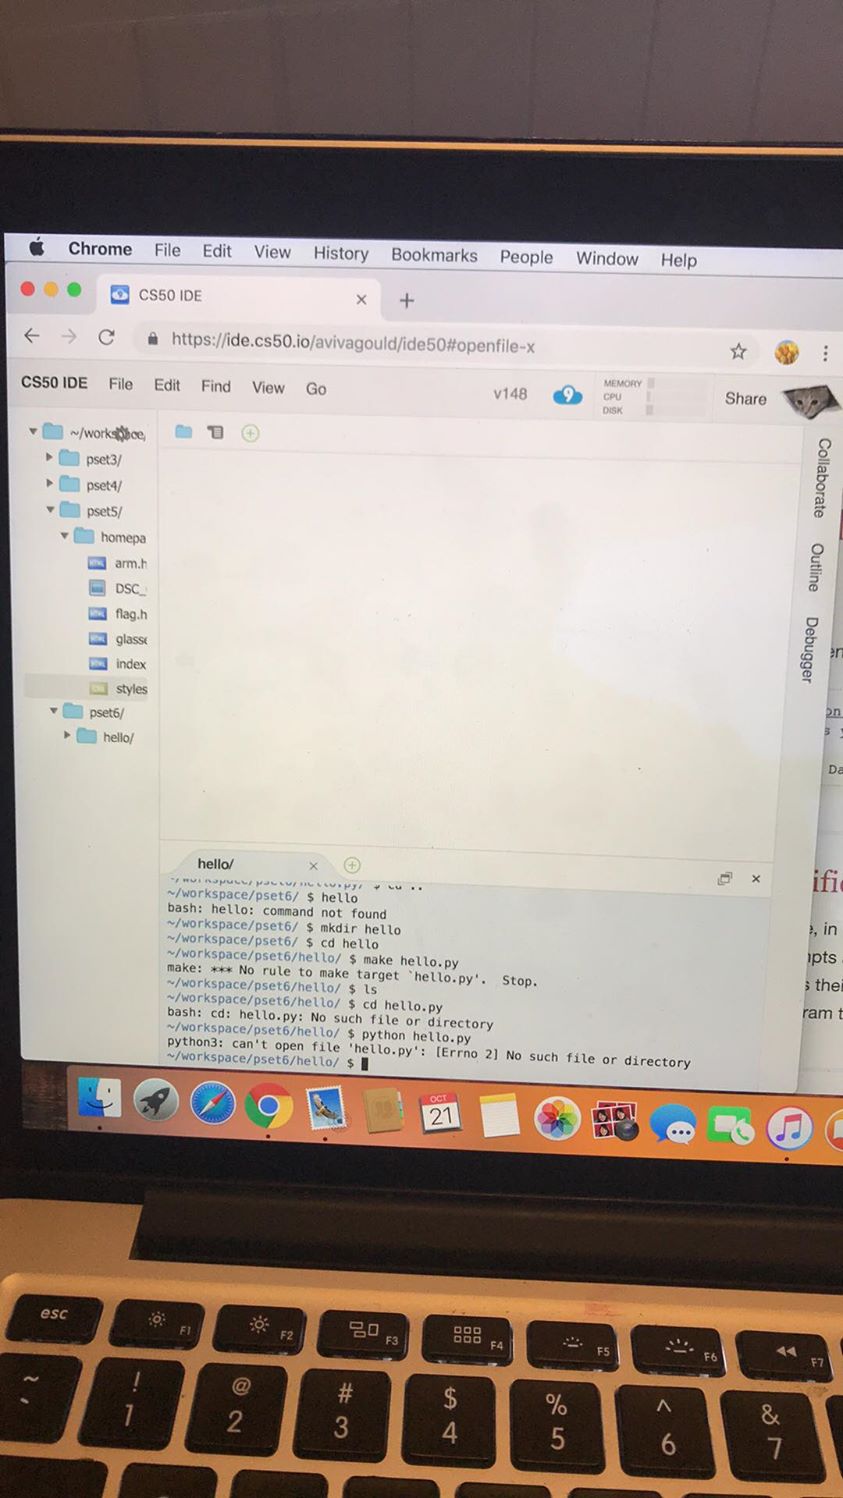 Chrome File Edit View History Bookmarks People Window Help
CS50 IDE
https://ide.cs50.io/avivagould/ide50#openfile-x
CS50 IDE File Edit Find View Go v148 9 MEMORY CPU DISK Share
~/workspace,
pset3/
pset4/
pset5/
homepa
arm.h
DSC_
flag.h
glasse
index
styles
pset6/
hello/
Collaborate
Outline
Debugger
hello/
~/workspace/pset6/ $ hello
bash: hello: command not found
~/workspace/pset6/ $ mkdir hello
~/workspace/pset6/ $ cd hello
~/workspace/pset6/hello/ $ make hello.py
make: *** No rule to make target `hello.py'. Stop.
~/workspace/pset6/hello/ $ ls
~/workspace/pset6/hello/ $ cd hello.py
bash: cd: hello.py: No such file or directory
~/workspace/pset6/hello/ $ python hello.py
python3: can't open file 'hello.py': [Errno 2] No such file or directory
~/workspace/pset6/hello/ $
OCT
21
esc F1 F2 F3 F4 F5 F6 F7
~ ! @ # $ % ^ &
1 2 3 4 5 6 7